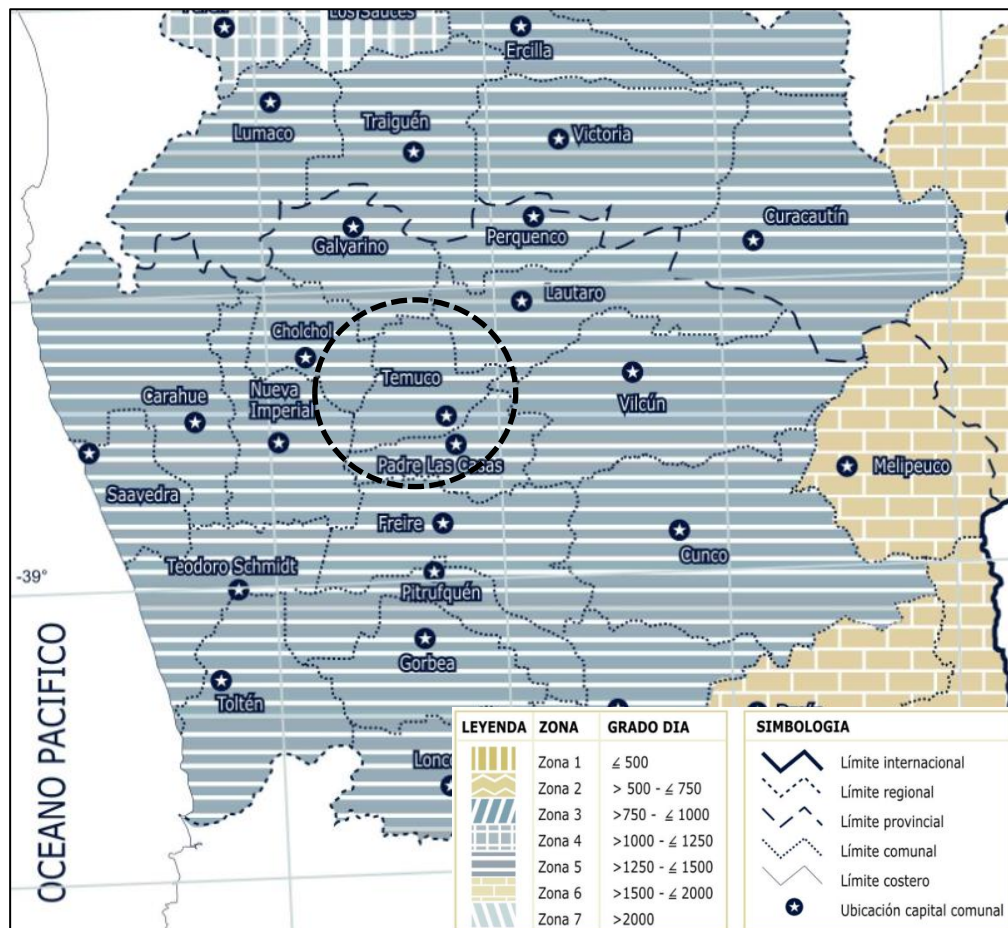 Los Sauces
Ercilla
Lumaco
Traiguén
Victoria
Galvarino
Perquenco
Curacautín
Lautaro
Cholchol
Temuco
Vilcún
Carahue
Nueva
Imperial
Padre Las Casas
Melipeuco
Saavedra
Freire
Cunco
-39°
Teodoro Schmidt
Pitrufquén
Gorbea
Toltén
OCEANO PACIFICO
Lonco
LEYENDA ZONA GRADO DIA
Zona 1 ≤ 500
Zona 2 > 500 - ≤ 750
Zona 3 >750 - ≤ 1000
Zona 4 >1000 - ≤ 1250
Zona 5 >1250 - ≤ 1500
Zona 6 >1500 - ≤ 2000
Zona 7 >2000
SIMBOLOGIA
Límite internacional
Límite regional
Límite provincial
Límite comunal
Límite costero
Ubicación capital comunal